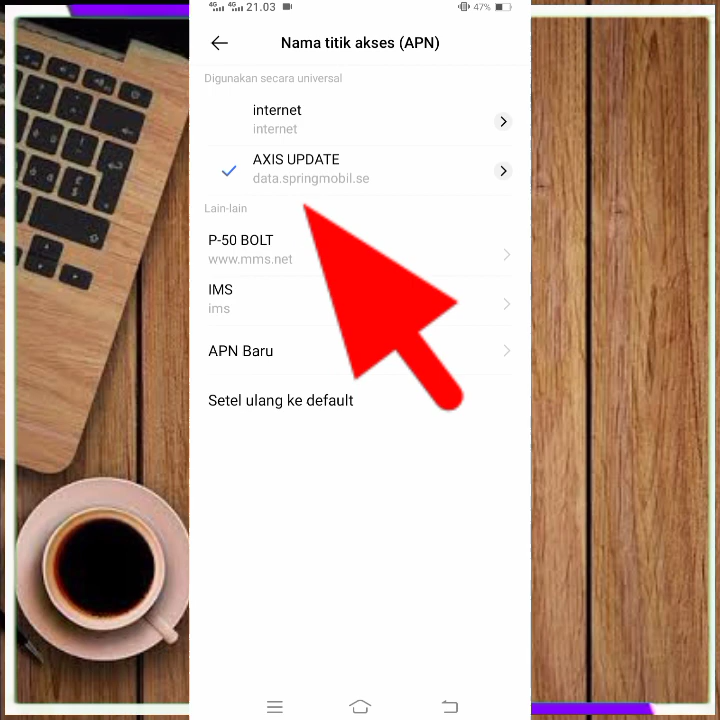 4G 4G 21.03 47%
Nama titik akses (APN)
Digunakan secara universal
internet
internet
AXIS UPDATE
data.springmobil.se
Lain-lain
P-50 BOLT
www.mms.net
IMS
ims
APN Baru
Setel ulang ke default